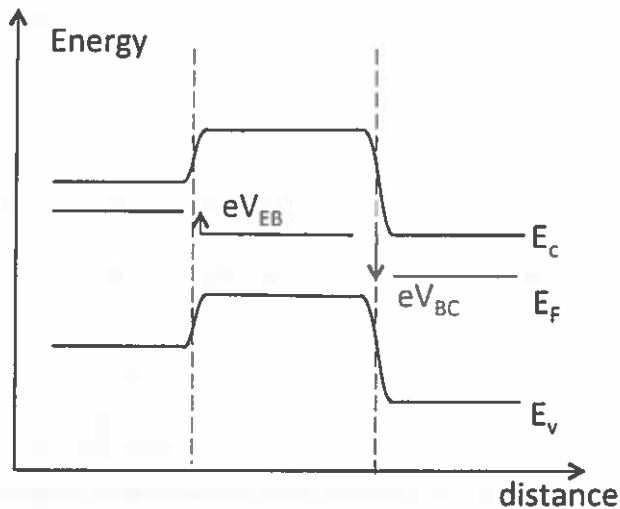 Energy
eV_EB
E_c
eV_BC
E_F
E_v
distance